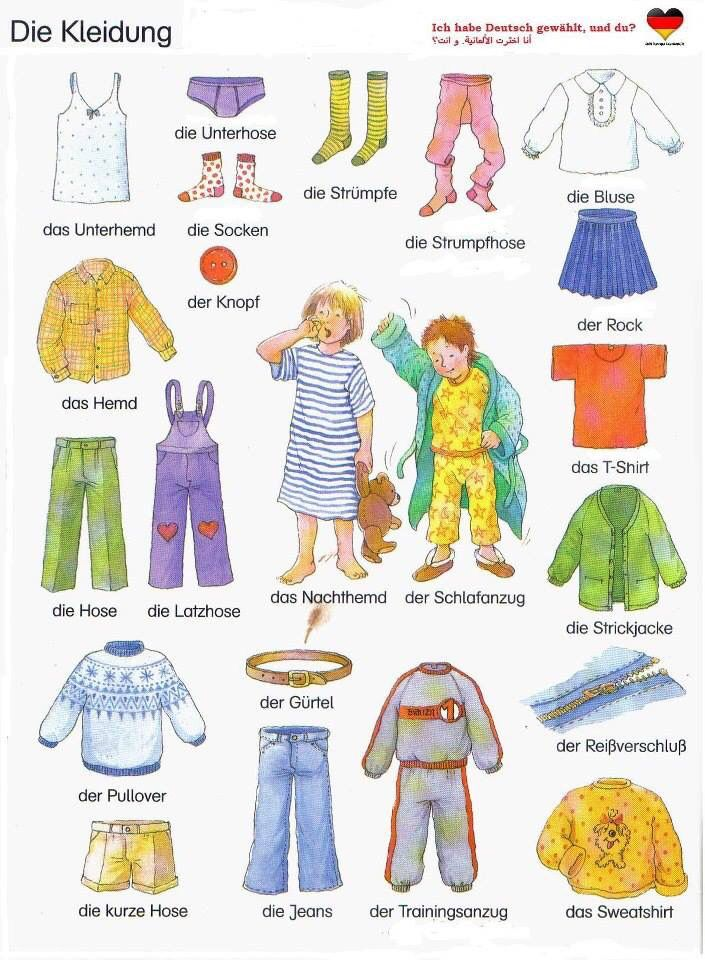 Die Kleidung
Ich habe Deutsch gewählt, und du?
أنا اخترت الألمانية. و انت؟
die Unterhose
das Unterhemd
die Socken
die Strümpfe
die Strumpfhose
die Bluse
der Knopf
der Rock
das Hemd
das T-Shirt
die Hose
die Latzhose
das Nachthemd
der Schlafanzug
die Strickjacke
der Gürtel
1
der Reißverschluß
der Pullover
die kurze Hose
die Jeans
der Trainingsanzug
das Sweatshirt